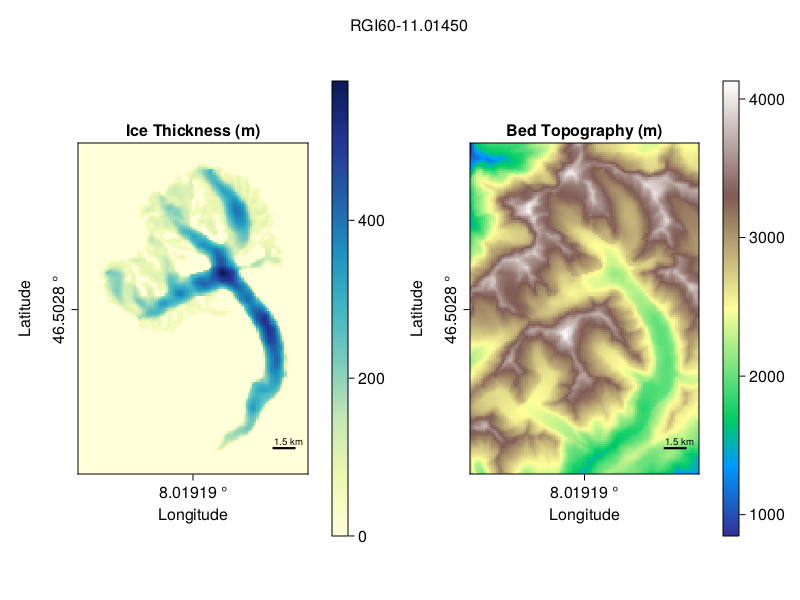 RGI60-11.01450
Ice Thickness (m)
Latitude
46.5028 °
1.5 km
8.01919 °
Longitude
400
200
0
Bed Topography (m)
Latitude
46.5028 °
1.5 km
8.01919 °
Longitude
4000
3000
2000
1000